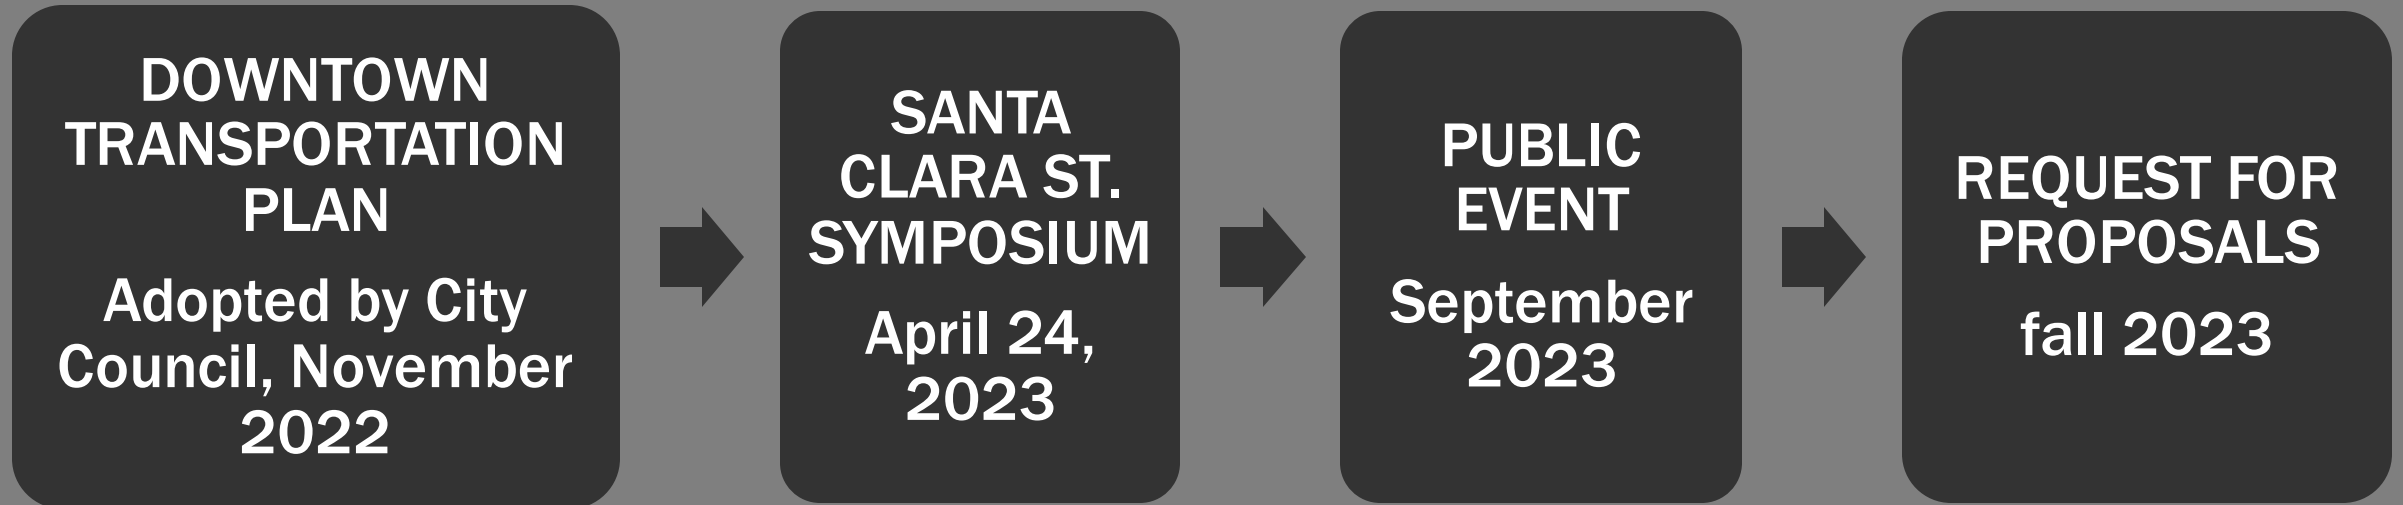 DOWNTOWN
TRANSPORTATION
PLAN
Adopted by City
Council, November
2022
SANTA
CLARA ST.
SYMPOSIUM
April 24,
2023
PUBLIC
EVENT
September
2023
REQUEST FOR
PROPOSALS
fall 2023